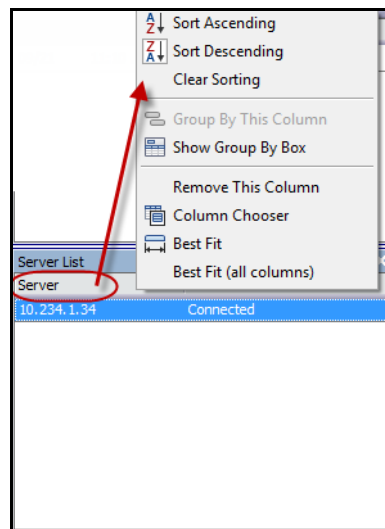 Sort Ascending
Sort Descending
Clear Sorting
Group By This Column
Show Group By Box
Remove This Column
Column Chooser
Best Fit
Best Fit (all columns)
Server List
Server
10.234.1.34 Connected